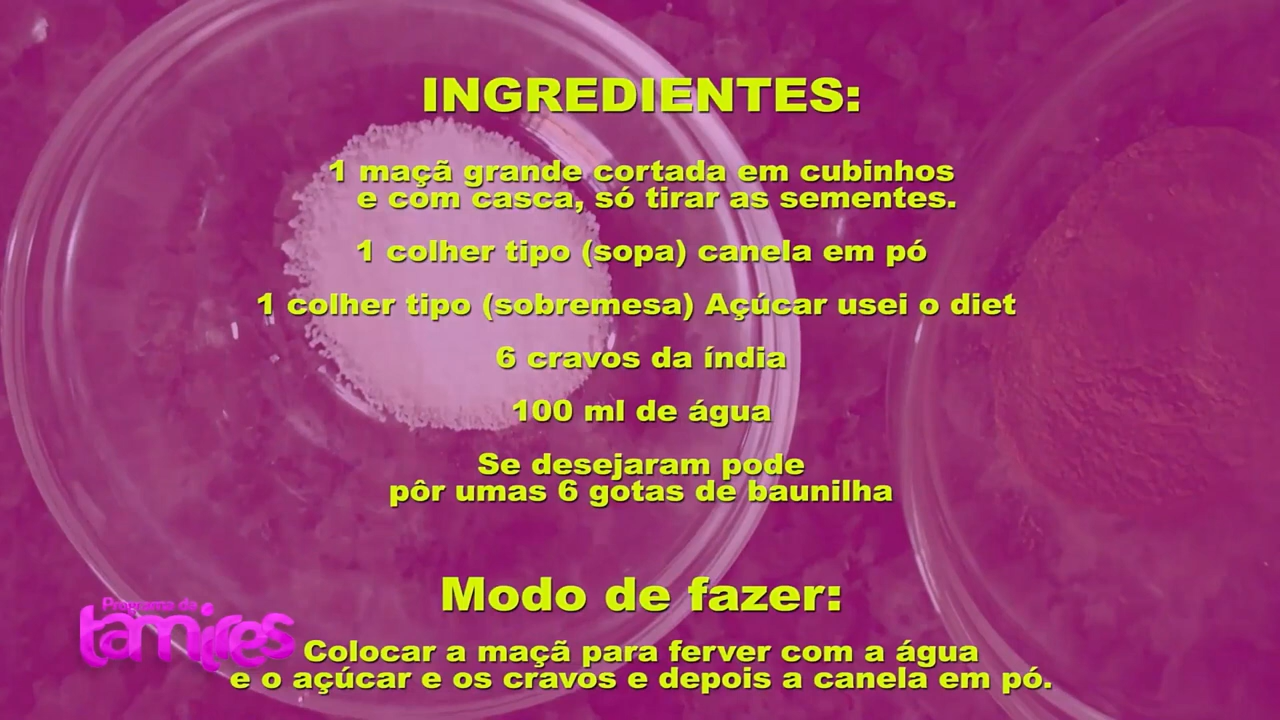 INGREDIENTES:
1 maçã grande cortada em cubinhos
e com casca, só tirar as sementes.
1 colher tipo (sopa) canela em pó
1 colher tipo (sobremesa) Açúcar usei o diet
6 cravos da índia
100 ml de água
Se desejaram pode
pôr umas 6 gotas de baunilha
Modo de fazer:
Programa de
tamires
Colocar a maçã para ferver com a água
e o açúcar e os cravos e depois a canela em pó.